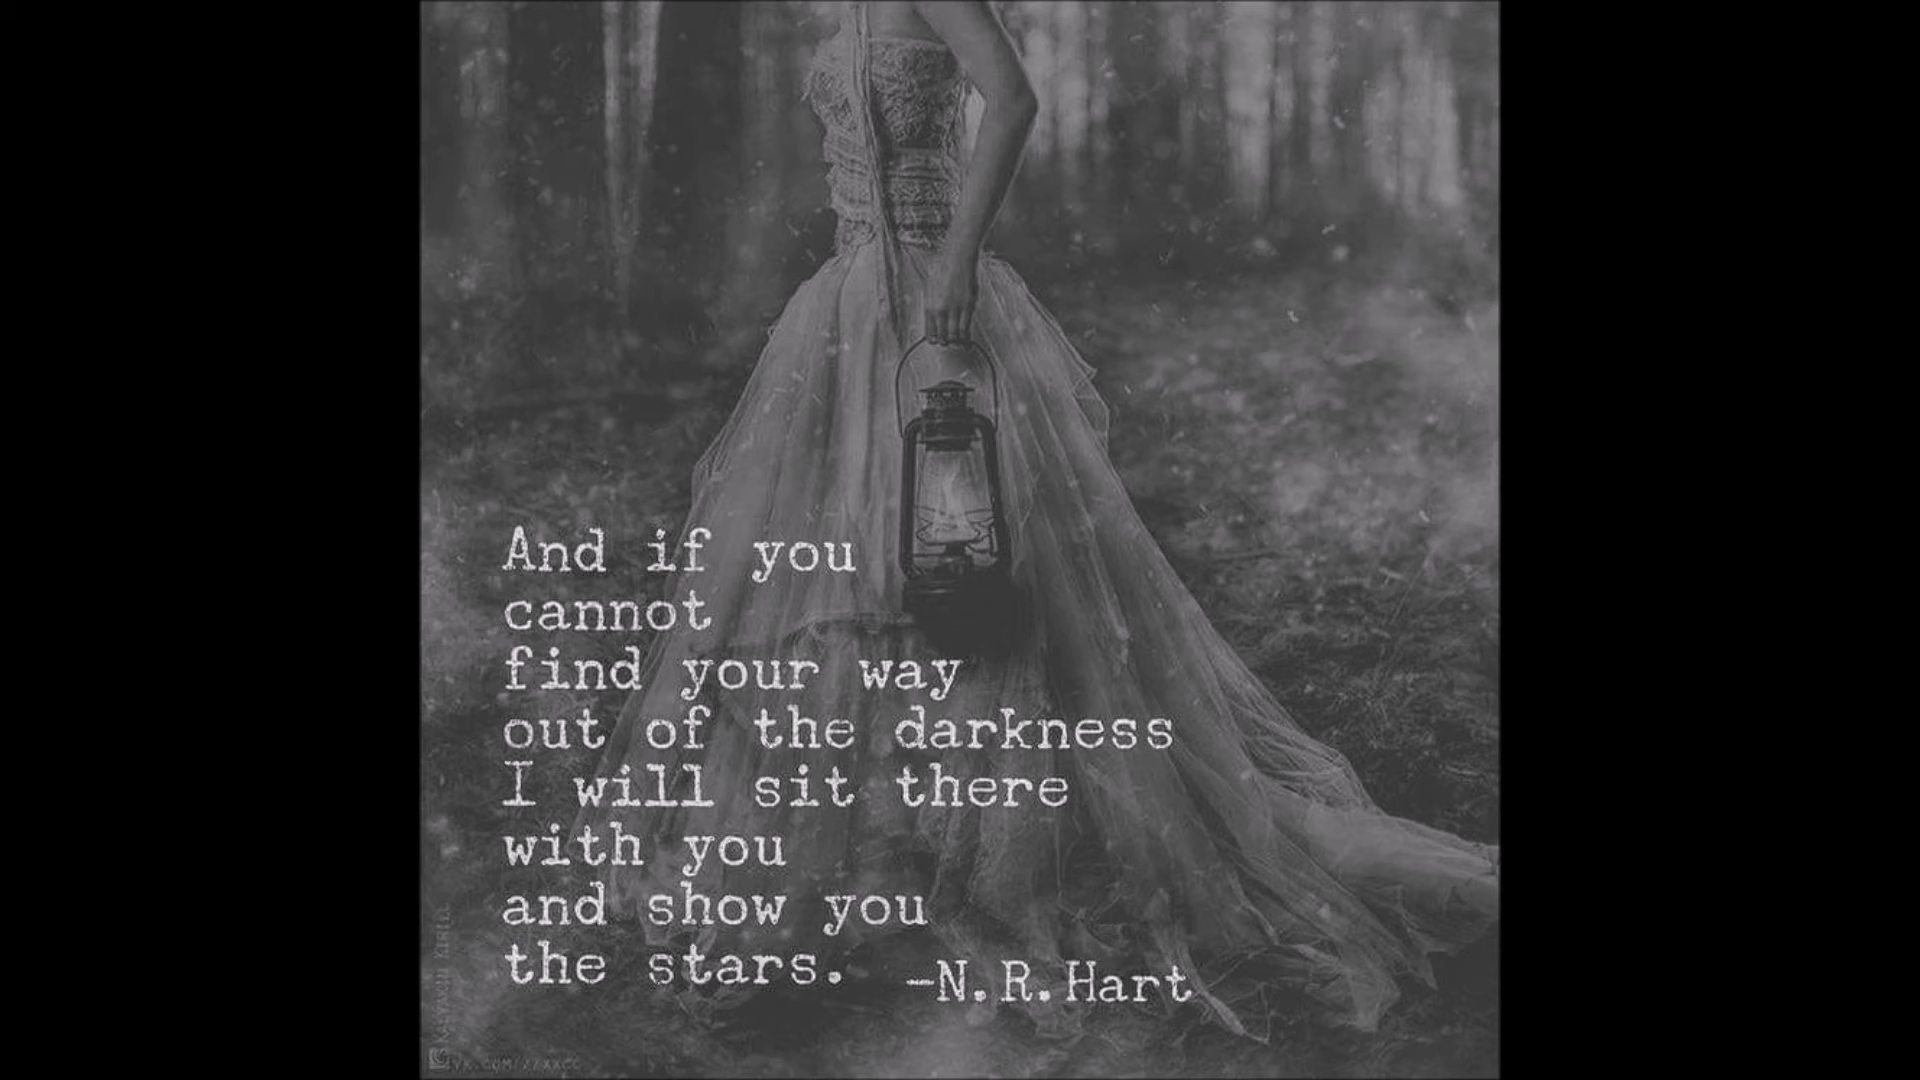 And if you
cannot
find your way
out of the darkness
I will sit there
with you
and show you
the stars.
-N.R.Hart